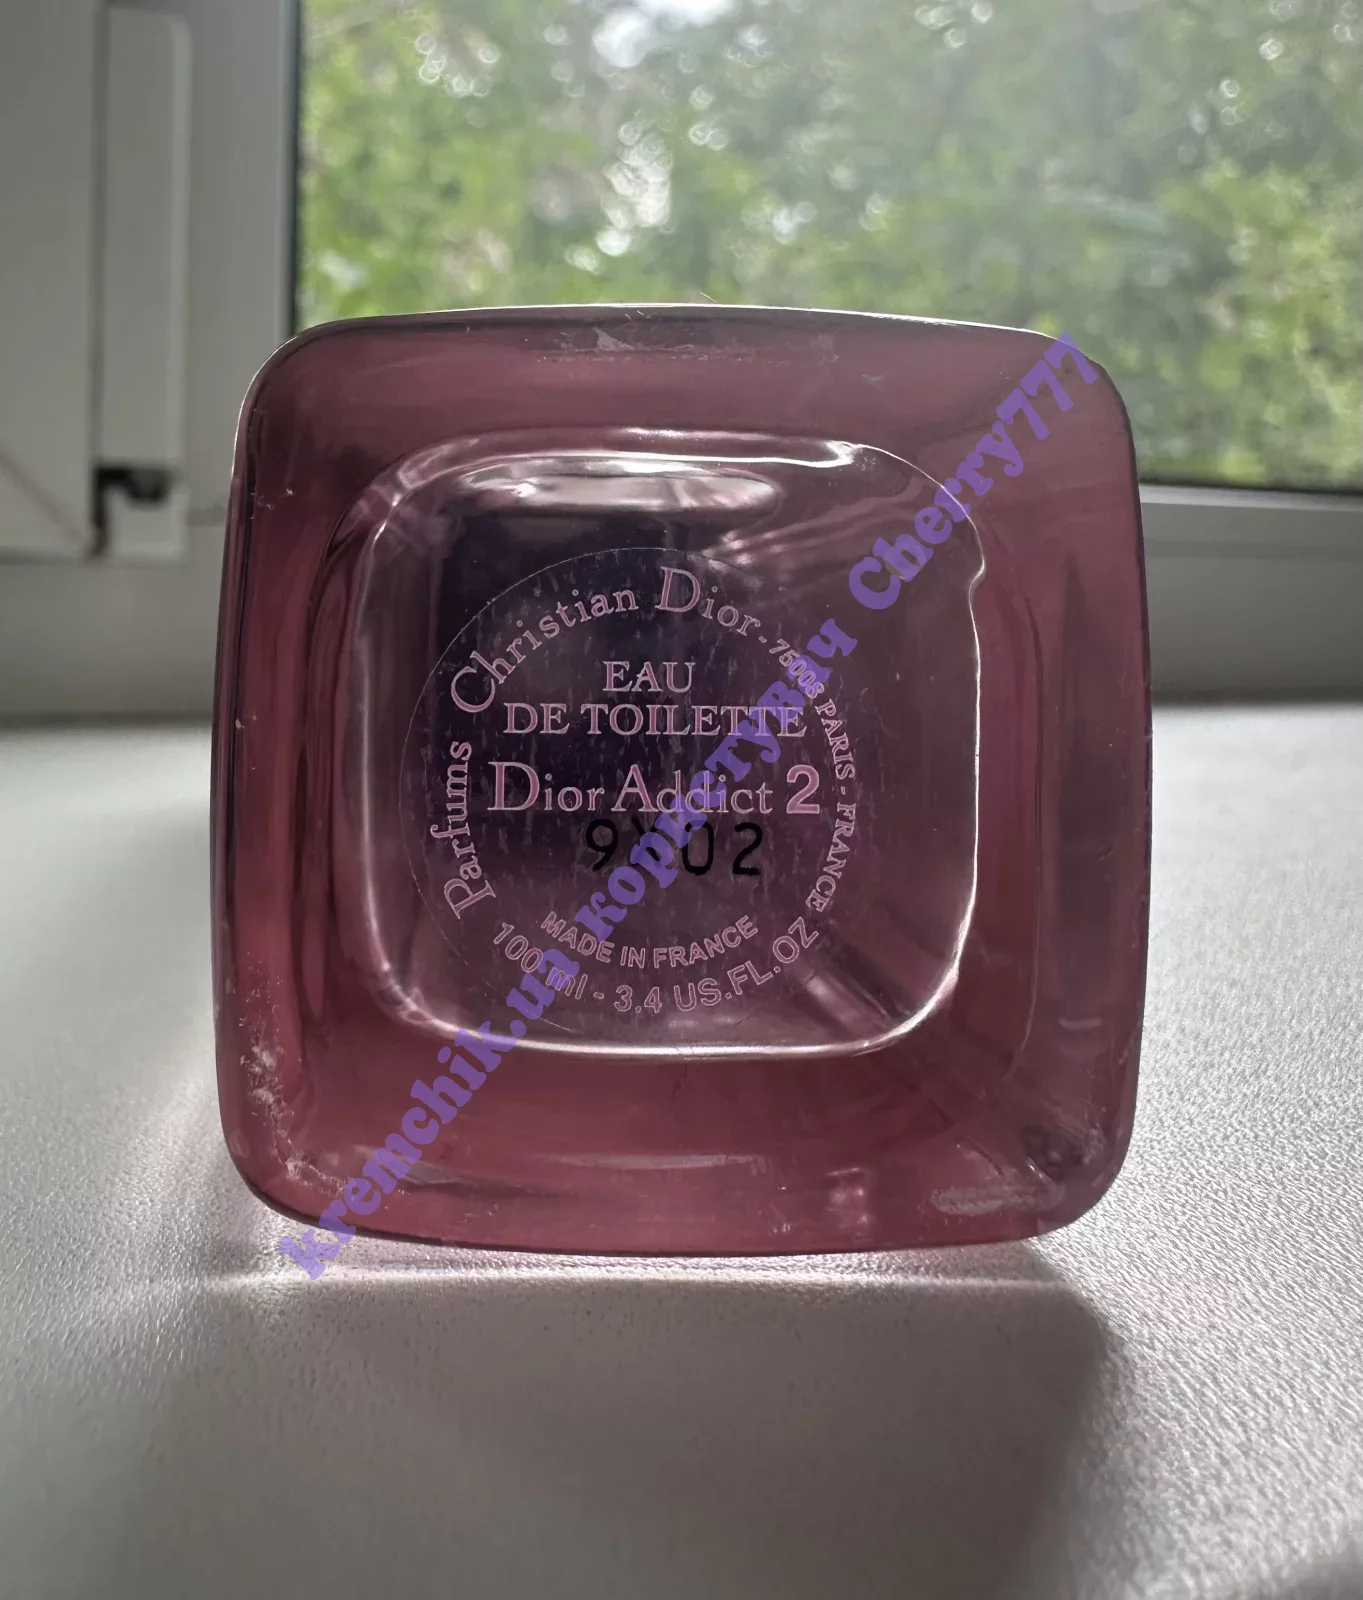 Parfums Christian Dior - 75008 PARIS - FRANCE
EAU
DE TOILETTE
Dior Addict 2
9Y02
MADE IN FRANCE
100 ml - 3.4 US.FL.OZ
kremchik.ua користувач Cherry777